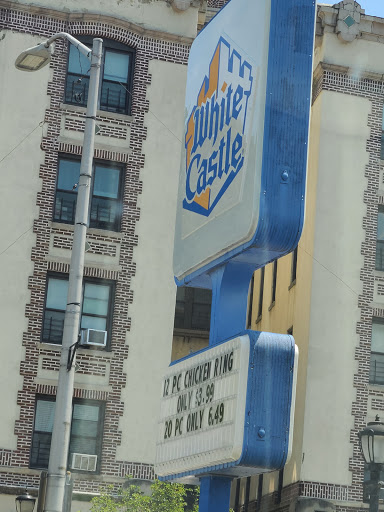 White
Castle
12 PC CHICKEN RING
ONLY $3.99
20 PC ONLY 6.49